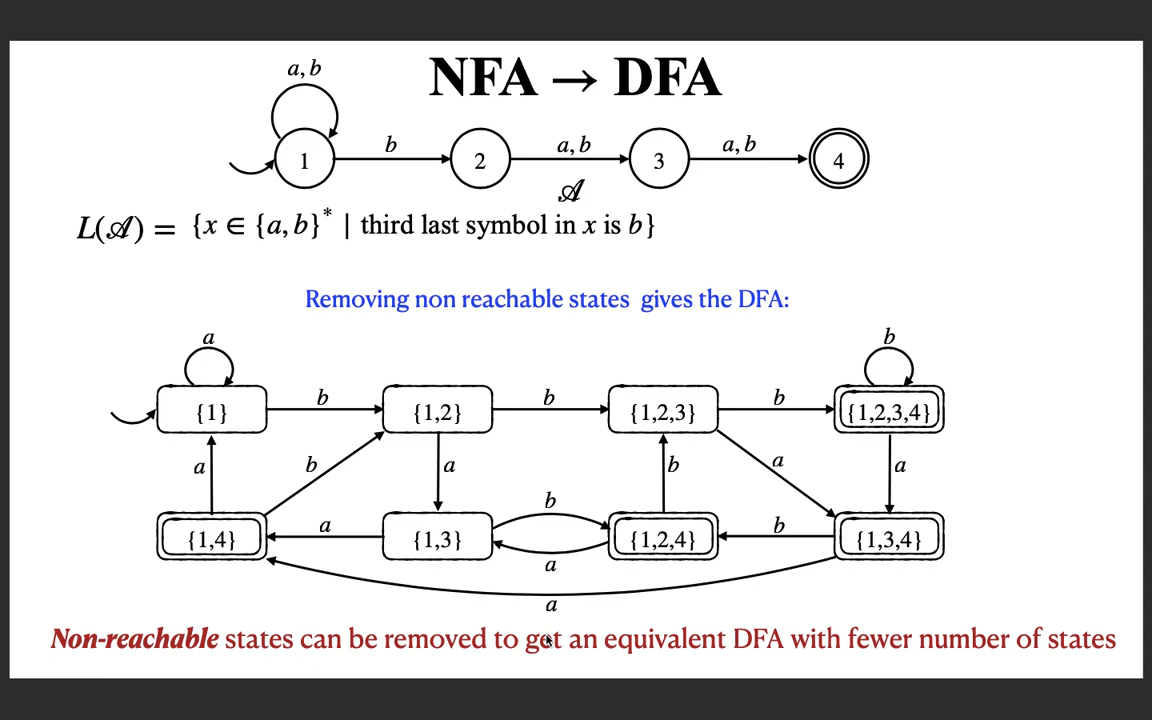 NFA → DFA
a, b
b
a, b
a, b
1
2
3
4
𝒜
L(𝒜) = {x ∈ {a, b}* | third last symbol in x is b}
Removing non reachable states gives the DFA:
a
b
{1}
b
{1,2}
b
{1,2,3}
b
{1,2,3,4}
a
b
a
b
a
a
{1,4}
a
{1,3}
b
a
{1,2,4}
b
{1,3,4}
a
Non-reachable states can be removed to get an equivalent DFA with fewer number of states